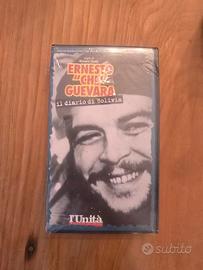 ERNESTO
"CHE"
GUEVARA
il diario di Bolivia
l'Unità
subito